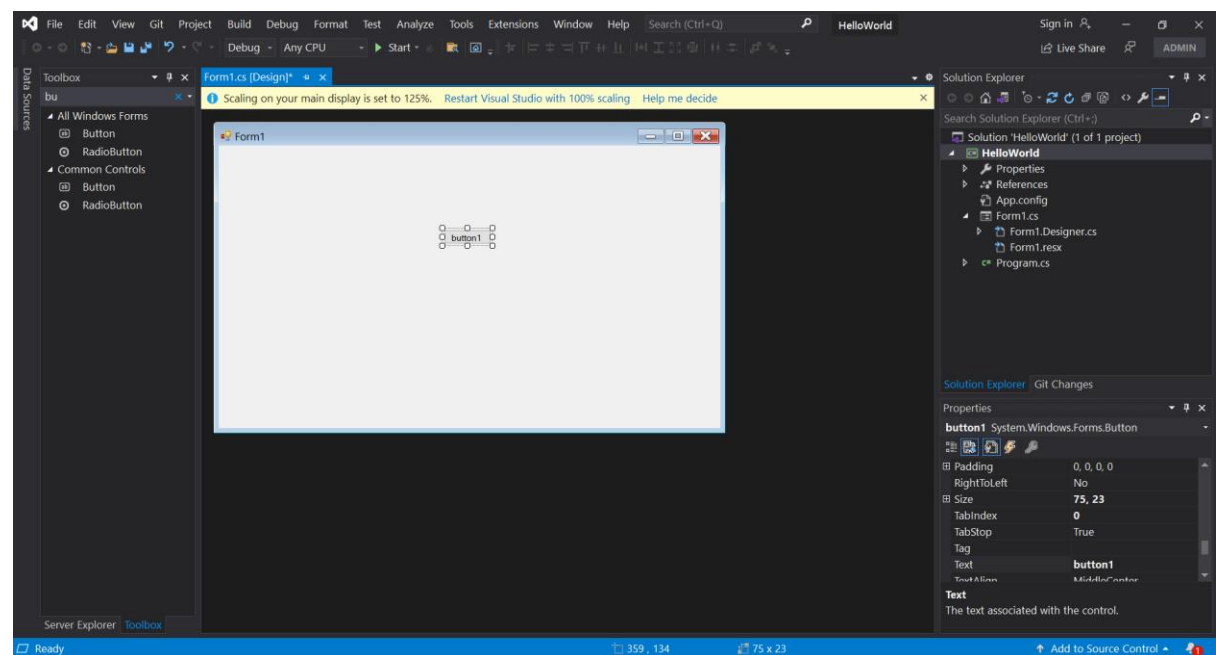 File Edit View Git Project Build Debug Format Test Analyze Tools Extensions Window Help Search (Ctrl+Q) HelloWorld Sign in
Debug Any CPU Start Live Share ADMIN
Data Sources
Toolbox
bu
All Windows Forms
Button
RadioButton
Common Controls
Button
RadioButton
Server Explorer Toolbox
Form1.cs [Design]*
Scaling on your main display is set to 125%. Restart Visual Studio with 100% scaling Help me decide
Form1
button1
Solution Explorer
Search Solution Explorer (Ctrl+;)
Solution 'HelloWorld' (1 of 1 project)
HelloWorld
Properties
References
App.config
Form1.cs
Form1.Designer.cs
Form1.resx
Program.cs
Solution Explorer Git Changes
Properties
button1 System.Windows.Forms.Button
Padding 0, 0, 0, 0
RightToLeft No
Size 75, 23
TabIndex 0
TabStop True
Tag
Text button1
TextAlign MiddleCenter
Text
The text associated with the control.
Ready 359 , 134 75 x 23 Add to Source Control 1